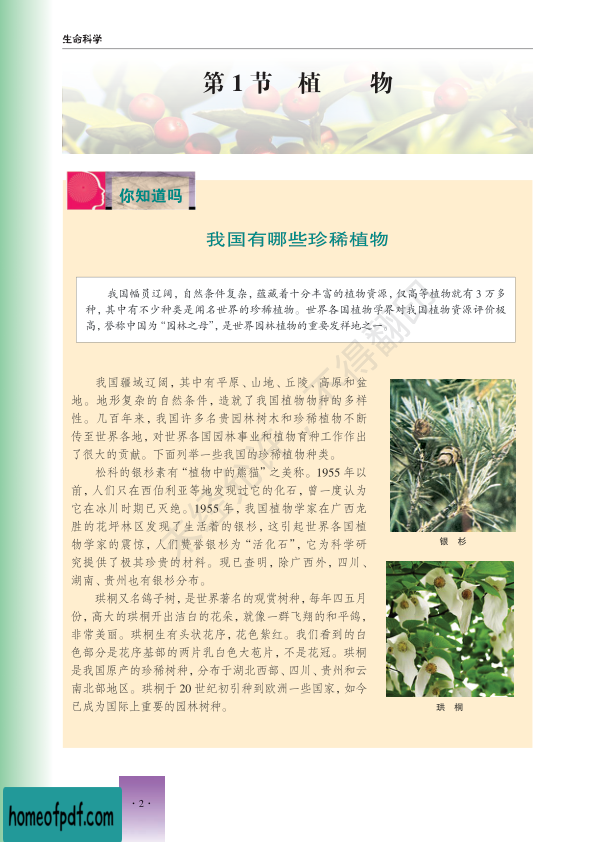 生命科学
第1节 植 物
你知道吗
我国有哪些珍稀植物
我国幅员辽阔，自然条件复杂，蕴藏着十分丰富的植物资源，仅高等植物就有3万多
种，其中有不少种类是闻名世界的珍稀植物。世界各国植物学界对我国植物资源评价极
高，誉称中国为“园林之母”，是世界园林植物的重要发祥地之一。
我国疆域辽阔，其中有平原、山地、丘陵、高原和盆
地。地形复杂的自然条件，造就了我国植物物种的多样
性。几百年来，我国许多名贵园林树木和珍稀植物不断
传至世界各地，对世界各国园林事业和植物育种工作作出
了很大的贡献。下面列举一些我国的珍稀植物种类。
松科的银杉素有“植物中的熊猫”之美称。1955年以
前，人们只在西伯利亚等地发现过它的化石，曾一度认为
它在冰川时期已灭绝。1955年，我国植物学家在广西龙
胜的花坪林区发现了生活着的银杉，这引起世界各国植
物学家的震惊，人们赞誉银杉为“活化石”，它为科学研
究提供了极其珍贵的材料。现已查明，除广西外，四川、
湖南、贵州也有银杉分布。
珙桐又名鸽子树，是世界著名的观赏树种，每年四五月
份，高大的珙桐开出洁白的花朵，就像一群飞翔的和平鸽，
非常美丽。珙桐生有头状花序，花色紫红。我们看到的白
色部分是花序基部的两片乳白色大苞片，不是花冠。珙桐
是我国原产的珍稀树种，分布于湖北西部、四川、贵州和云
南北部地区。珙桐于20世纪初引种到欧洲一些国家，如今
已成为国际上重要的园林树种。
银 杉
珙 桐
·2·
homeofpdf.com